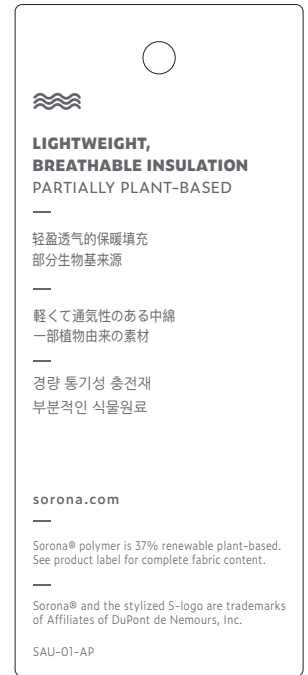 LIGHTWEIGHT,
BREATHABLE INSULATION
PARTIALLY PLANT-BASED
轻盈透气的保暖填充
部分生物基来源
軽くて通気性のある中綿
一部植物由来の素材
경량 통기성 충전재
부분적인 식물원료
sorona.com
Sorona® polymer is 37% renewable plant-based.
See product label for complete fabric content.
Sorona® and the stylized S-logo are trademarks
of Affiliates of DuPont de Nemours, Inc.
SAU-01-AP